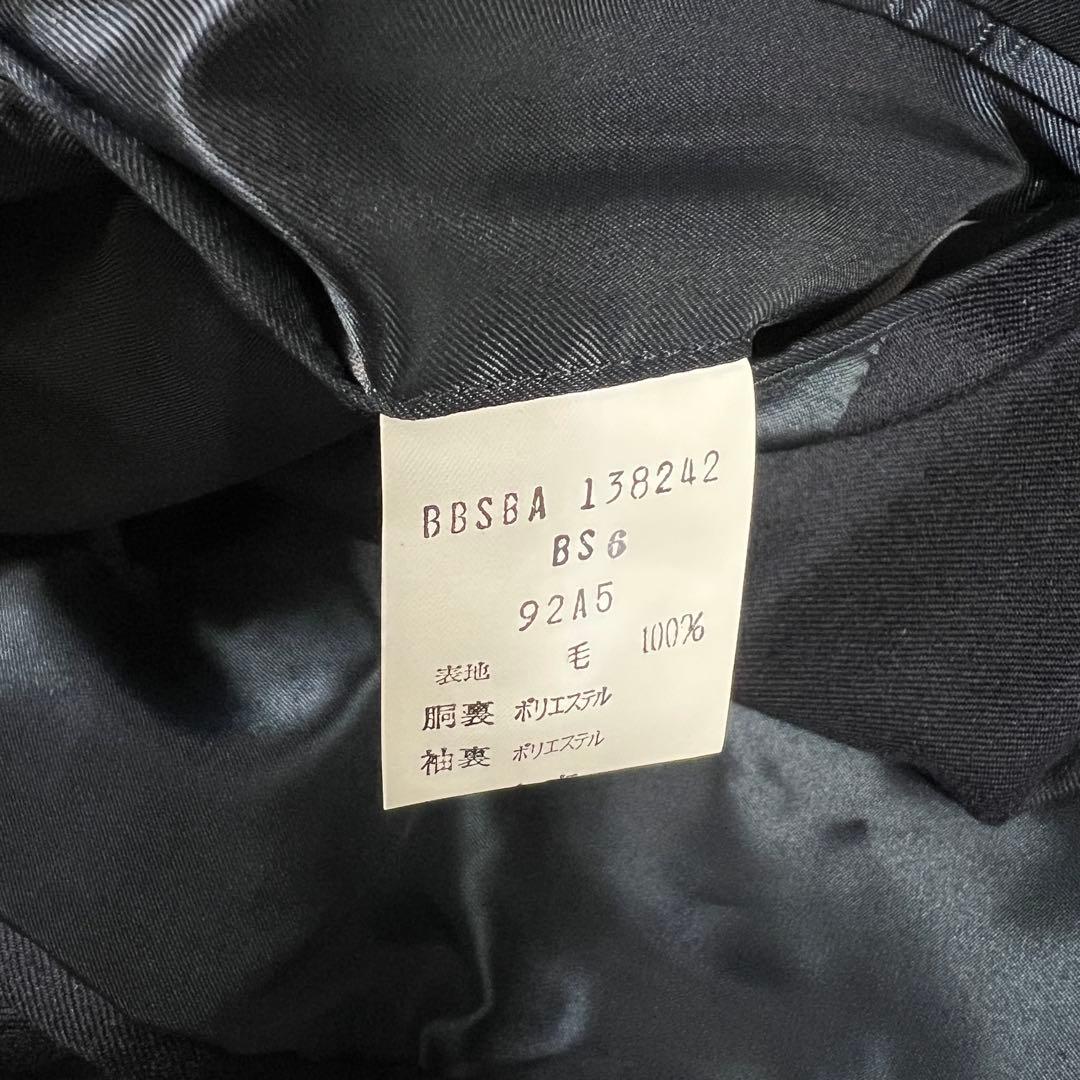 BBSBA 138242
BS6
92A5
表地 毛 100%
胴裏 ポリエステル
袖裏 ポリエステル